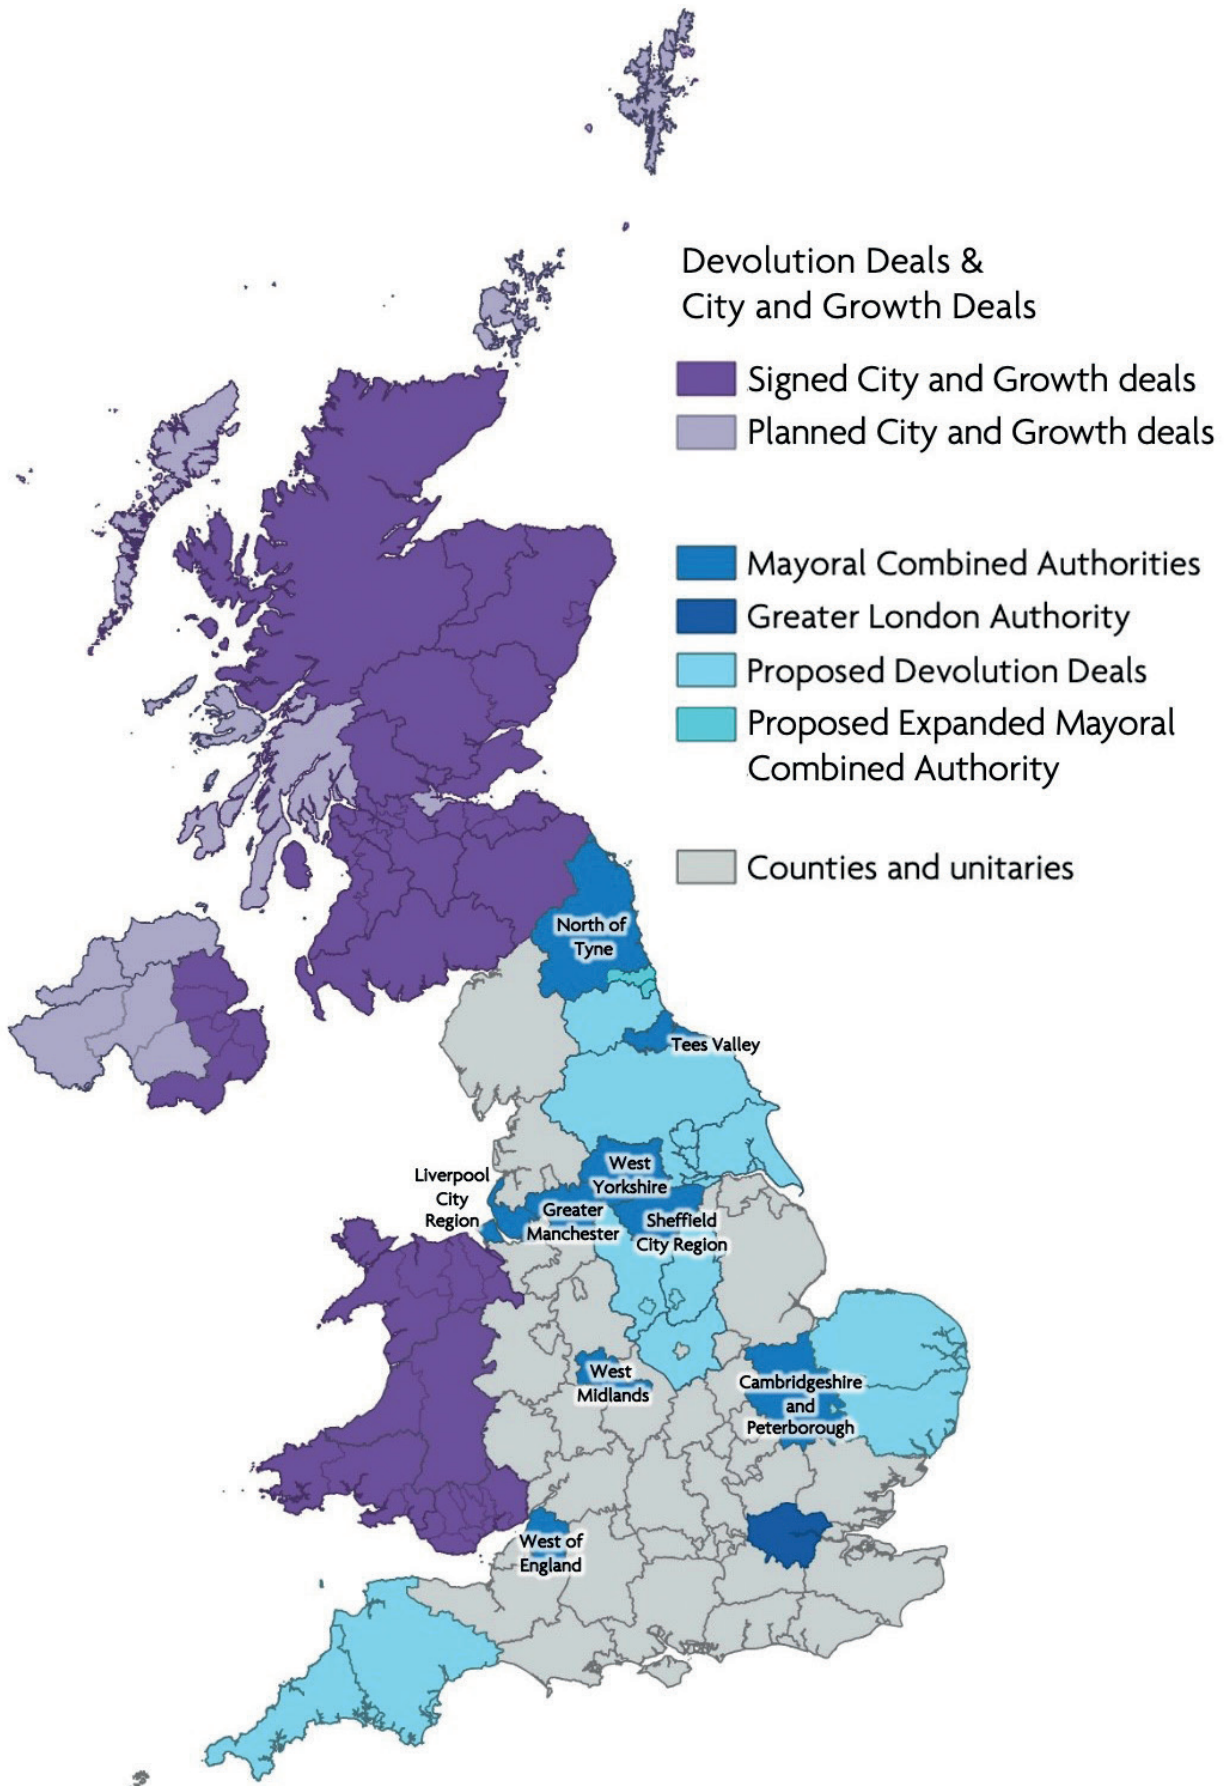 Devolution Deals &
City and Growth Deals
Signed City and Growth deals
Planned City and Growth deals
Mayoral Combined Authorities
Greater London Authority
Proposed Devolution Deals
Proposed Expanded Mayoral
Combined Authority
Counties and unitaries
North of
Tyne
Tees Valley
West
Yorkshire
Liverpool
City
Region
Greater
Manchester
Sheffield
City Region
West
Midlands
Cambridgeshire
and
Peterborough
West of
England